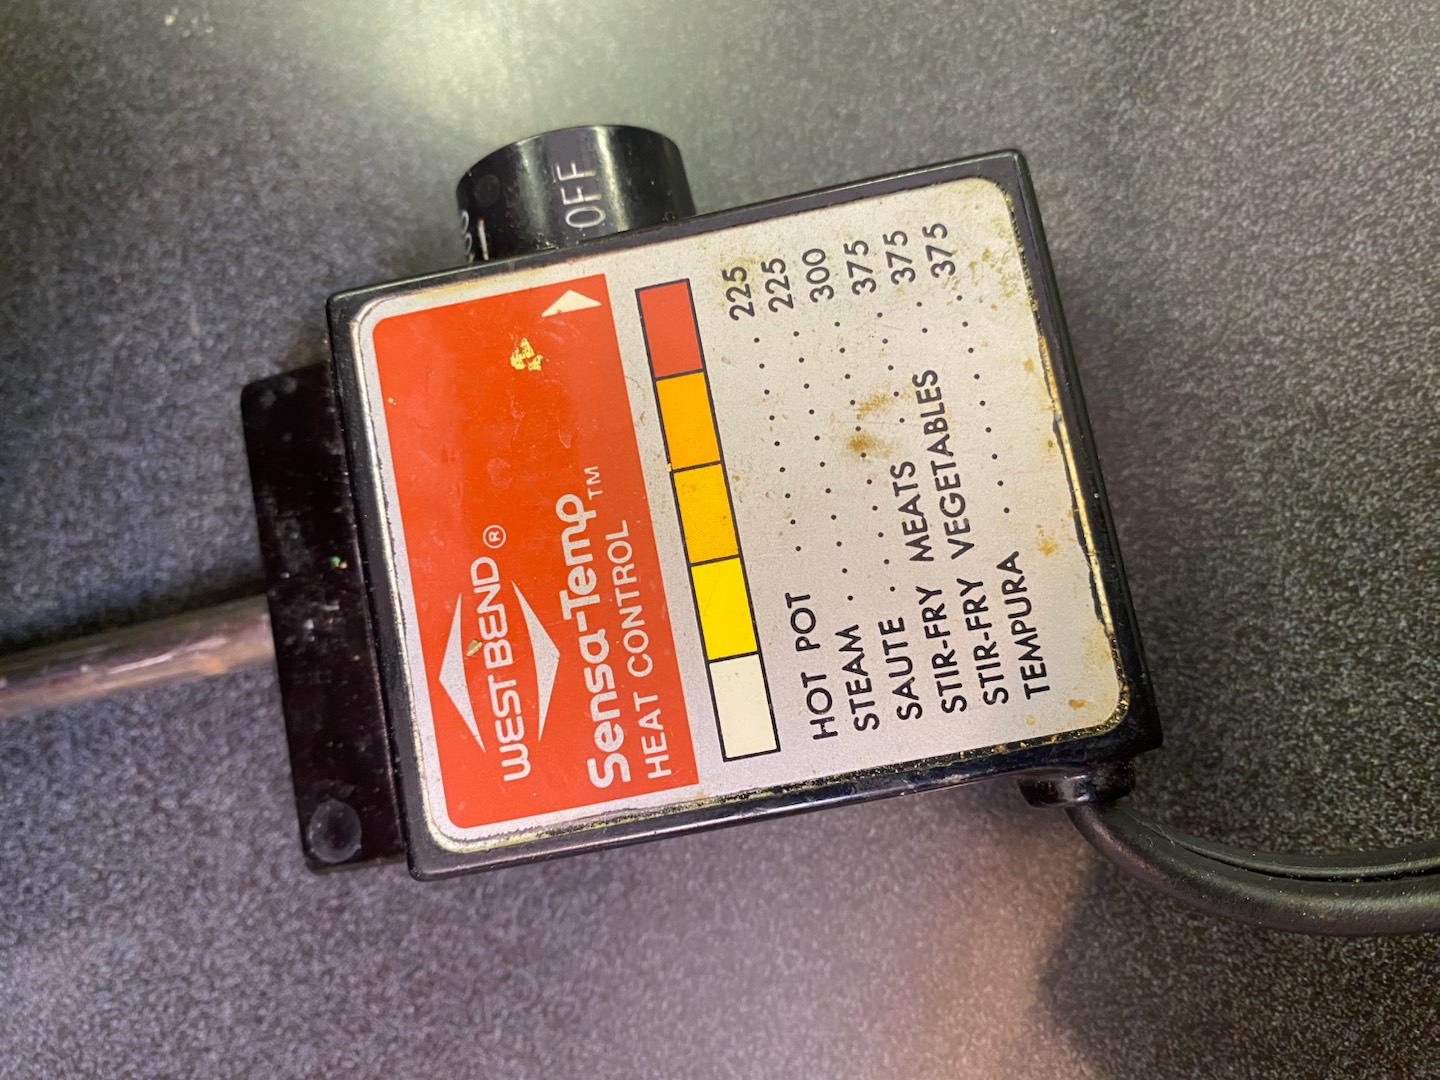 OFF
WEST BEND®
Sensa-Temp™
HEAT CONTROL
HOT POT . . . . . . 225
STEAM . . . . . . . 225
SAUTE . . . . . . . 300
STIR-FRY MEATS . . . 375
STIR-FRY VEGETABLES . . 375
TEMPURA . . . . . . 375